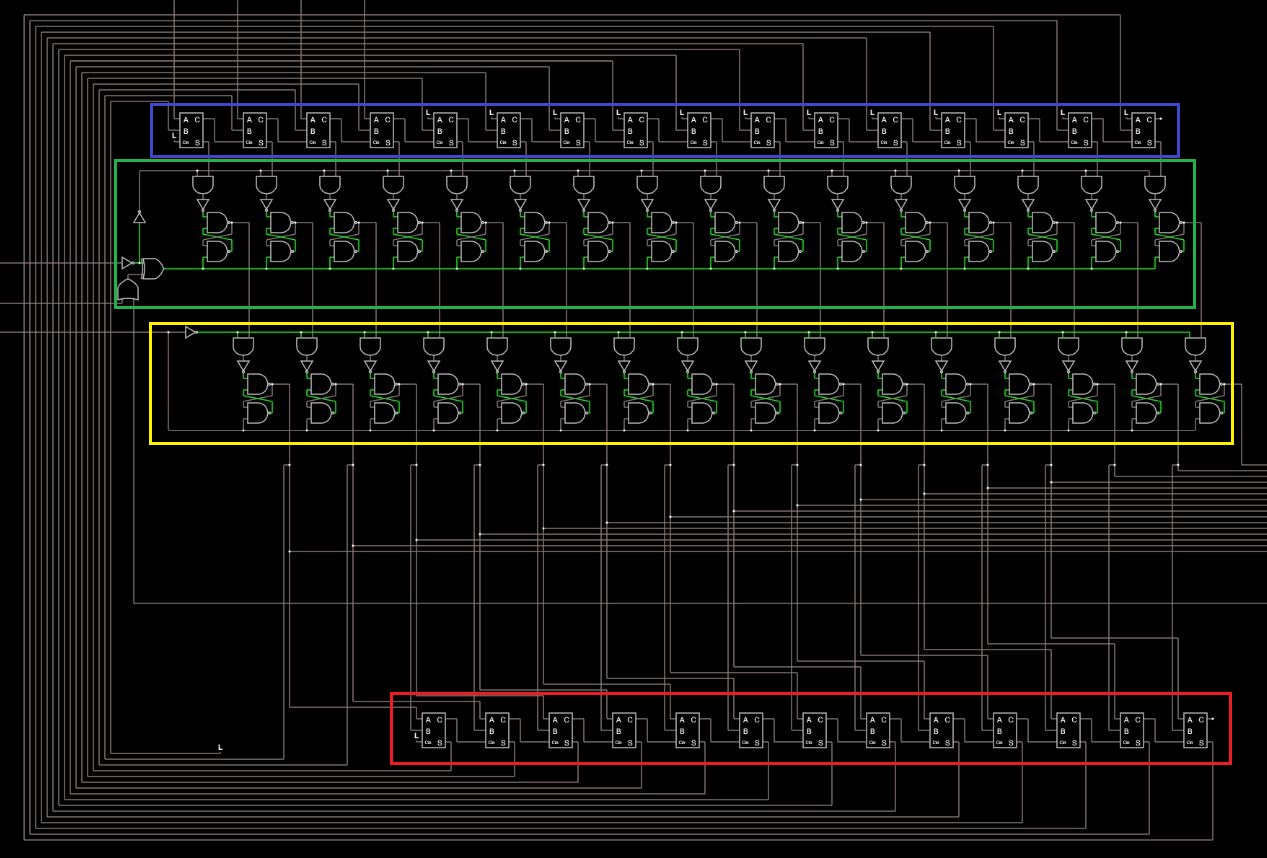 L L L L L L L L L L L L
A C A C A C A C A C A C A C A C A C A C A C A C A C A C A C A C
B B B B B B B B B B B B B B B B
L
Cin S Cin S Cin S Cin S Cin S Cin S Cin S Cin S Cin S Cin S Cin S Cin S Cin S Cin S Cin S Cin S
A C A C A C A C A C A C A C A C A C A C A C A C A C
B B B B B B B B B B B B B
L
Cin S Cin S Cin S Cin S Cin S Cin S Cin S Cin S Cin S Cin S Cin S Cin S Cin S
L